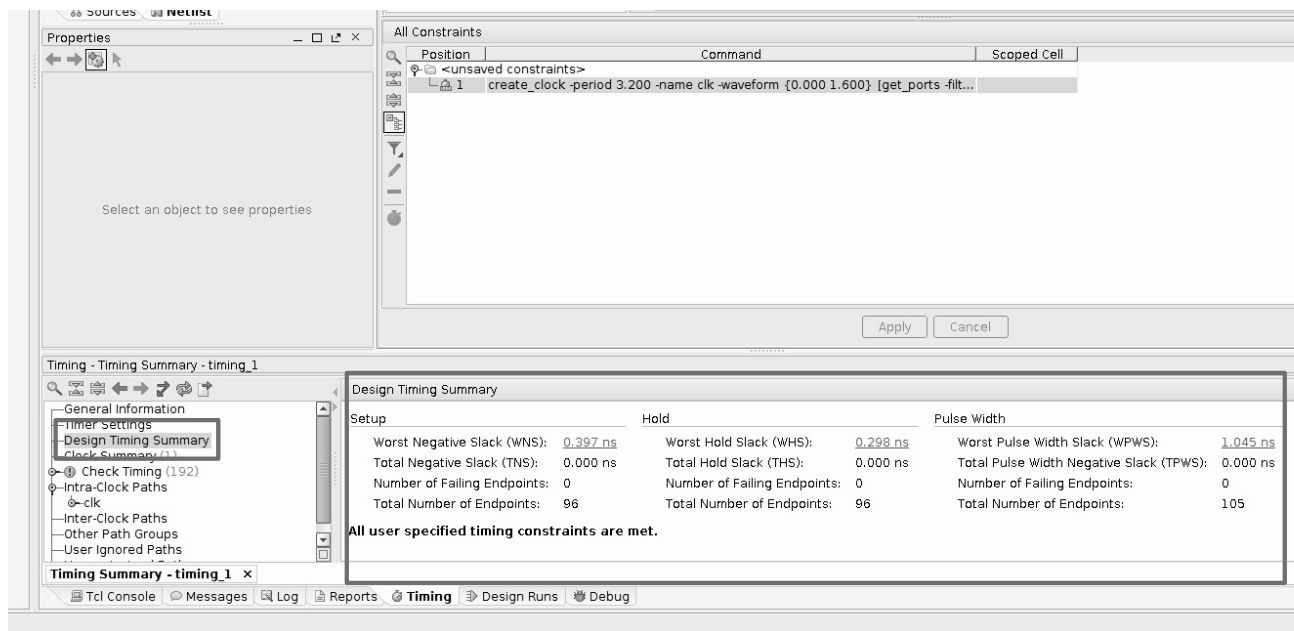 Sources Netlist
Properties
Select an object to see properties
All Constraints
Position Command Scoped Cell
<unsaved constraints>
1 create_clock -period 3.200 -name clk -waveform {0.000 1.600} [get_ports -filt...
Apply Cancel
Timing - Timing Summary - timing_1
General Information
Timer Settings
Design Timing Summary
Clock Summary (1)
Check Timing (192)
Intra-Clock Paths
clk
Inter-Clock Paths
Other Path Groups
User Ignored Paths
Design Timing Summary
Setup Hold Pulse Width
Worst Negative Slack (WNS): 0.397 ns Worst Hold Slack (WHS): 0.298 ns Worst Pulse Width Slack (WPWS): 1.045 ns
Total Negative Slack (TNS): 0.000 ns Total Hold Slack (THS): 0.000 ns Total Pulse Width Negative Slack (TPWS): 0.000 ns
Number of Failing Endpoints: 0 Number of Failing Endpoints: 0 Number of Failing Endpoints: 0
Total Number of Endpoints: 96 Total Number of Endpoints: 96 Total Number of Endpoints: 105
All user specified timing constraints are met.
Timing Summary - timing_1
Tcl Console Messages Log Reports Timing Design Runs Debug